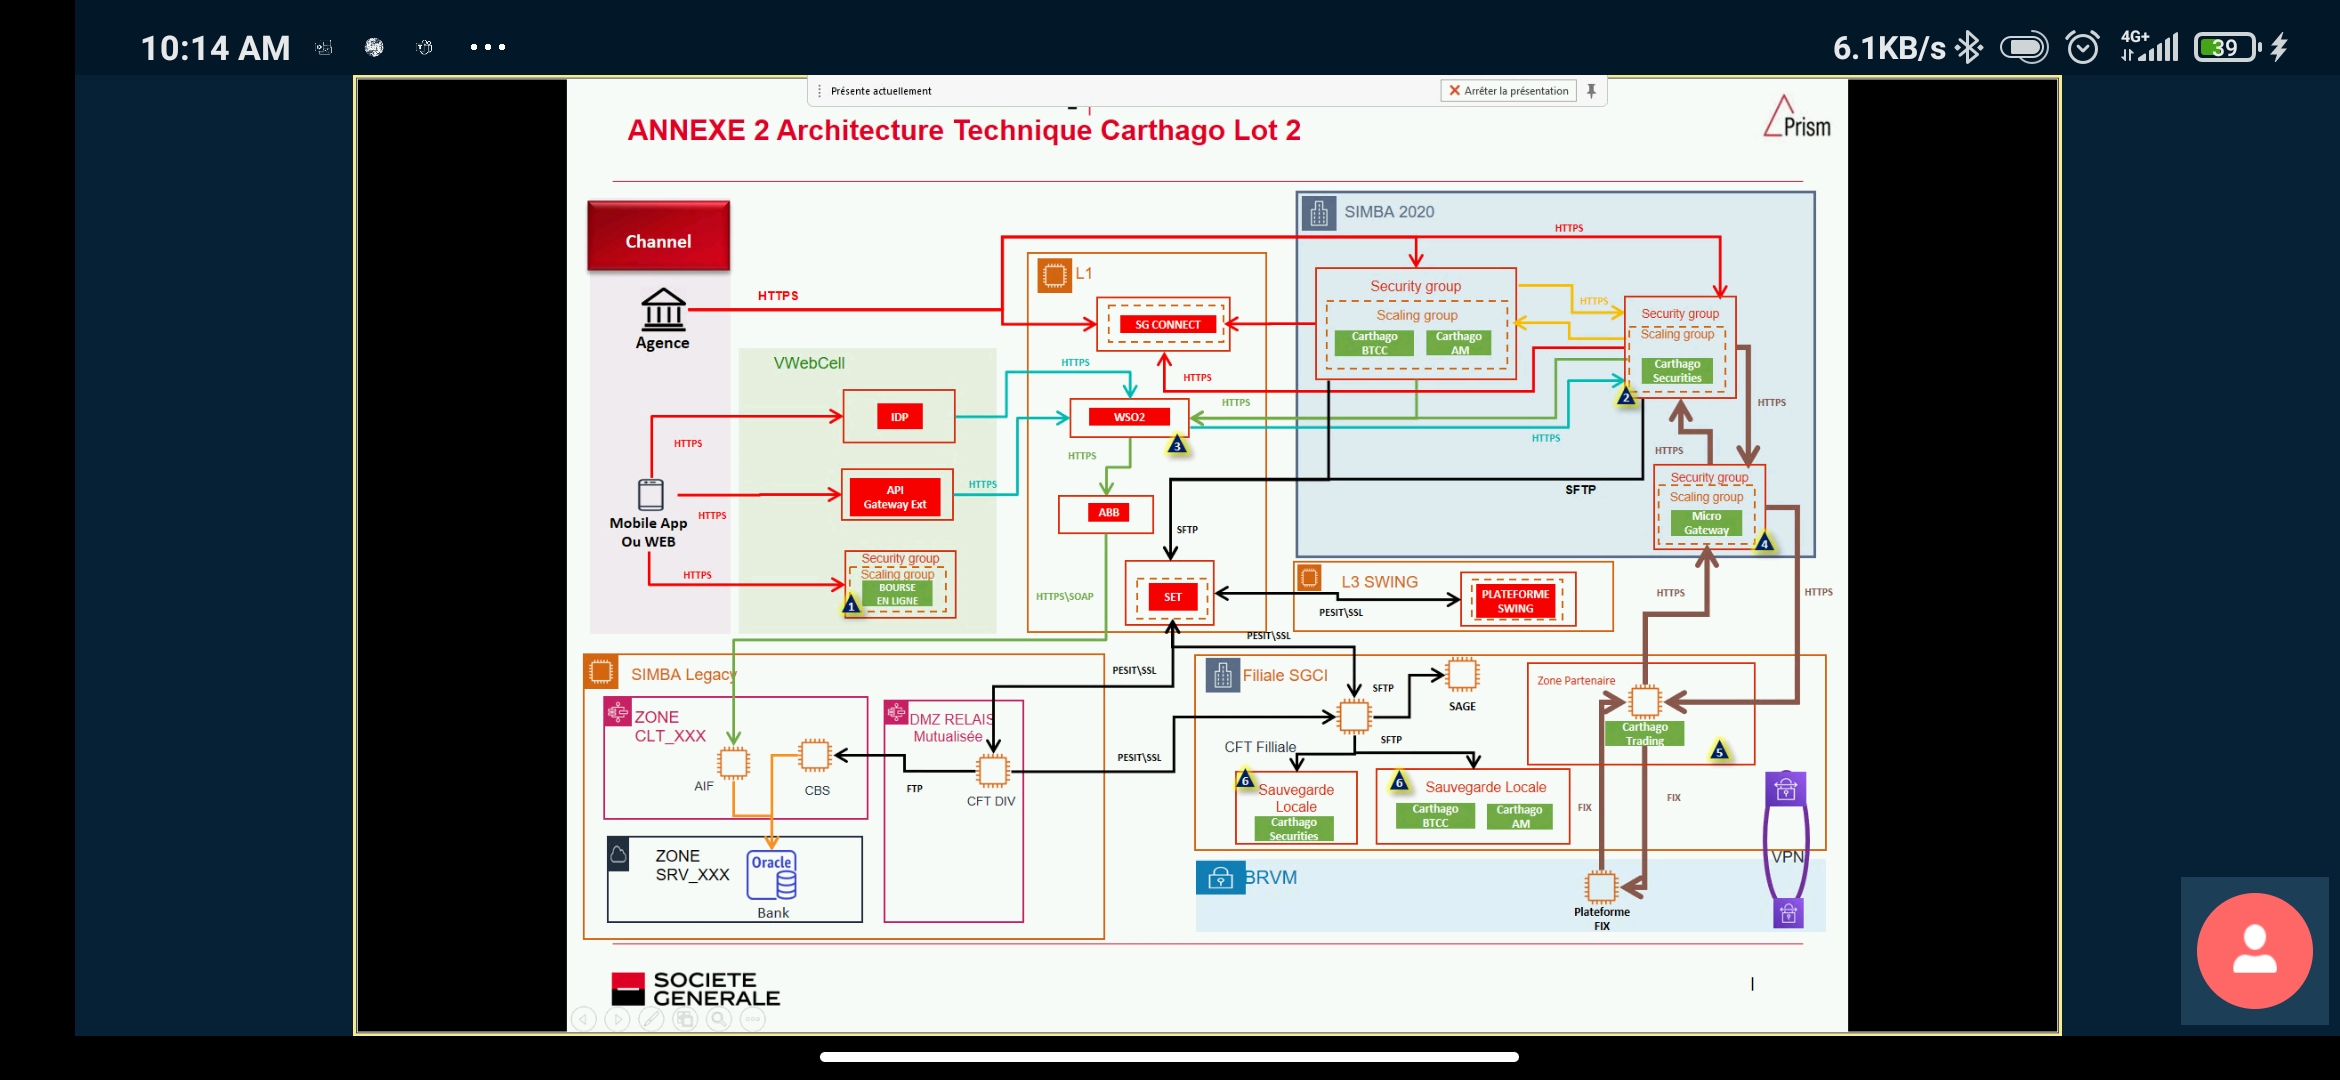 10:14 AM
6.1KB/s
4G+
39
Présente actuellement
Arrêter la présentation
ANNEXE 2 Architecture Technique Carthago Lot 2
Prism
Channel
SIMBA 2020
HTTPS
L1
HTTPS
Agence
SG CONNECT
Security group
Scaling group
Carthago
BTCC
Carthago
AM
HTTPS
Security group
Scaling group
Carthago
Securities
2
VWebCell
HTTPS
HTTPS
IDP
WSO2
3
HTTPS
HTTPS
HTTPS
HTTPS
HTTPS
HTTPS
API
Gateway Ext
HTTPS
Mobile App
Ou WEB
HTTPS
ABB
SFTP
SFTP
Security group
Scaling group
Micro
Gateway
4
HTTPS
Security group
Scaling group
BOURSE
EN LIGNE
1
HTTPS\SOAP
SET
L3 SWING
PESIT\SSL
PLATEFORME
SWING
HTTPS
HTTPS
PESIT\SSL
SIMBA Legacy
PESIT\SSL
ZONE
CLT_XXX
AIF
CBS
DMZ RELAIS
Mutualisée
FTP
CFT DIV
PESIT\SSL
Filiale SGCI
SFTP
SAGE
SFTP
CFT Filliale
Zone Partenaire
Carthago
Trading
5
6
Sauvegarde
Locale
Carthago
Securities
6
Sauvegarde Locale
Carthago
BTCC
Carthago
AM
FIX
FIX
VPN
ZONE
SRV_XXX
Oracle
Bank
BRVM
Plateforme
FIX
SOCIETE
GENERALE